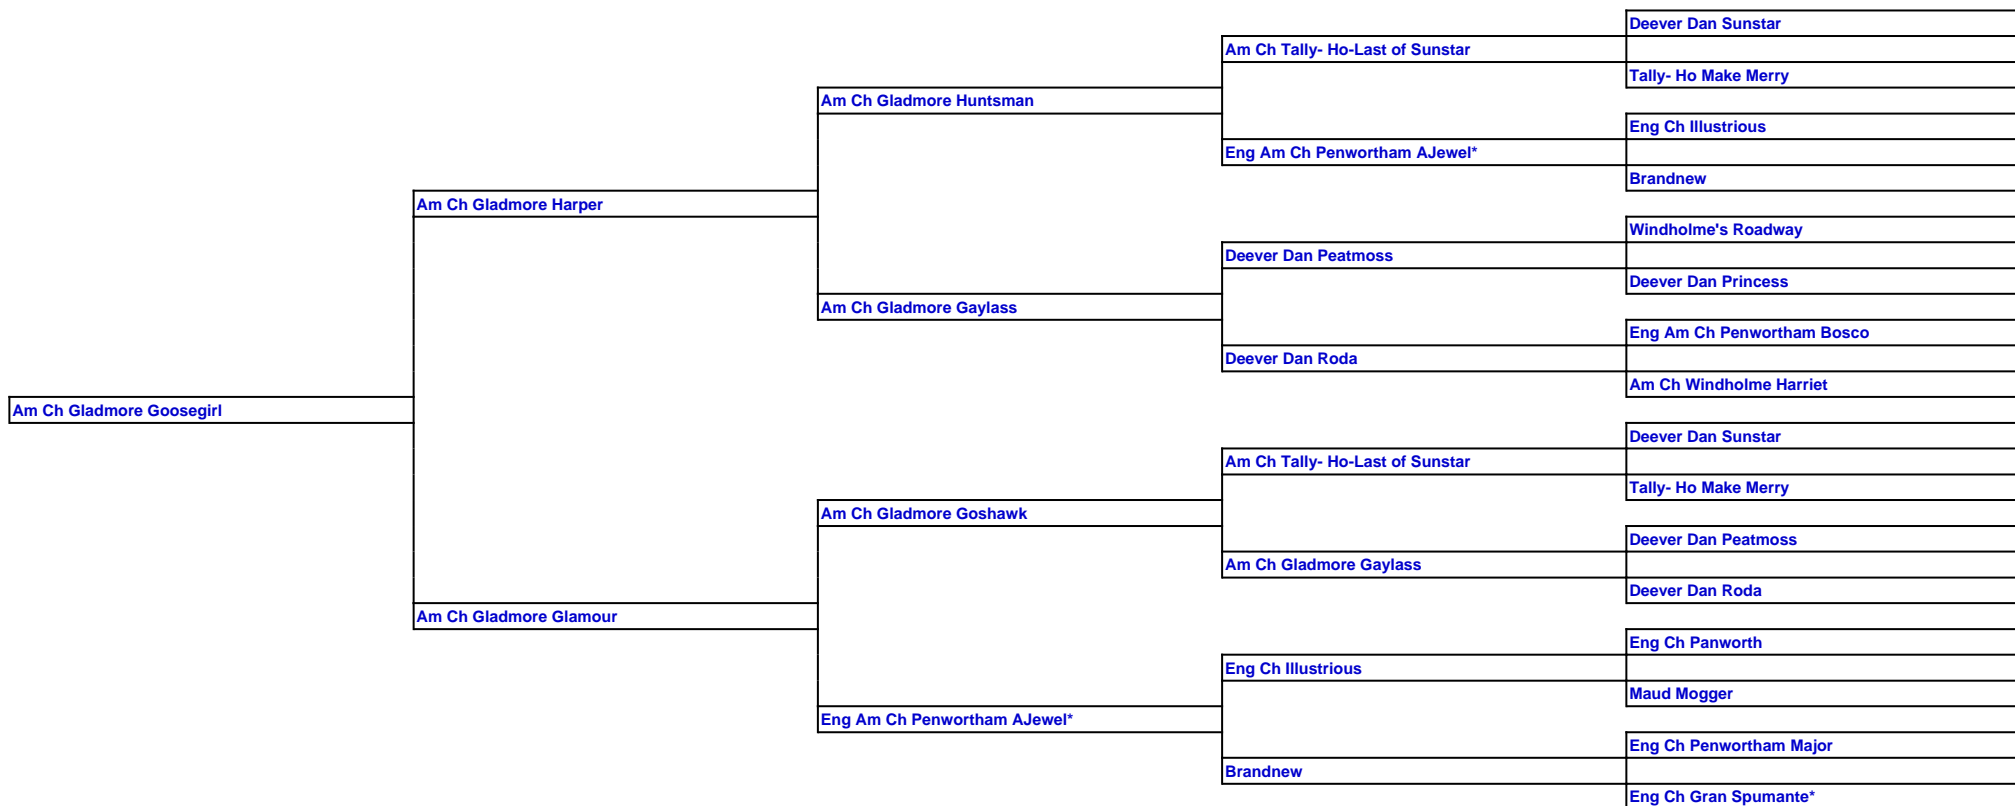 Deever Dan Sunstar
Am Ch Tally- Ho-Last of Sunstar
Tally- Ho Make Merry
Am Ch Gladmore Huntsman
Eng Ch Illustrious
Eng Am Ch Penwortham AJewel*
Brandnew
Am Ch Gladmore Harper
Windholme's Roadway
Deever Dan Peatmoss
Deever Dan Princess
Am Ch Gladmore Gaylass
Eng Am Ch Penwortham Bosco
Deever Dan Roda
Am Ch Windholme Harriet
Am Ch Gladmore Goosegirl
Deever Dan Sunstar
Am Ch Tally- Ho-Last of Sunstar
Tally- Ho Make Merry
Am Ch Gladmore Goshawk
Deever Dan Peatmoss
Am Ch Gladmore Gaylass
Deever Dan Roda
Am Ch Gladmore Glamour
Eng Ch Panworth
Eng Ch Illustrious
Maud Mogger
Eng Am Ch Penwortham AJewel*
Eng Ch Penwortham Major
Brandnew
Eng Ch Gran Spumante*